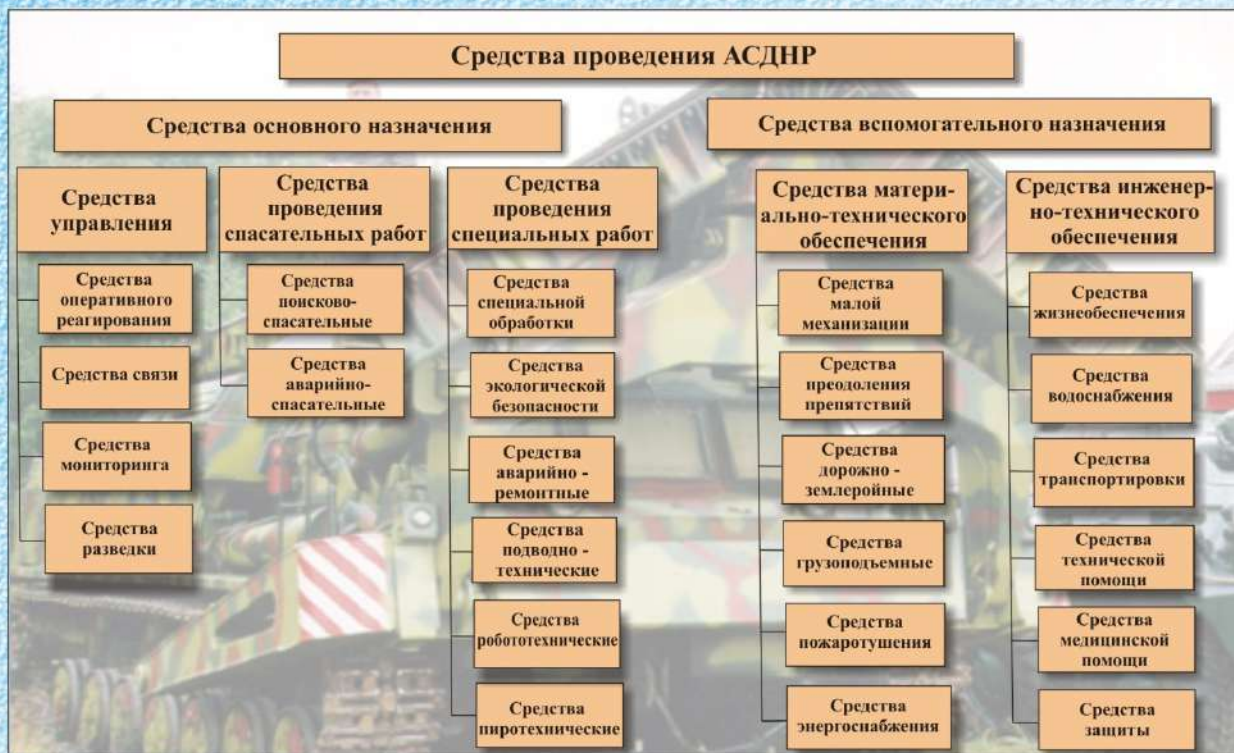 Средства проведения АСДНР
Средства основного назначения
Средства вспомогательного назначения
Средства
управления
Средства
проведения
спасательных работ
Средства
проведения
специальных работ
Средства матери-
ально-технического
обеспечения
Средства инженер-
но-технического
обеспечения
Средства
оперативного
реагирования
Средства связи
Средства
мониторинга
Средства
разведки
Средства
поисково-
спасательные
Средства
аварийно-
спасательные
Средства
специальной
обработки
Средства
экологической
безопасности
Средства
аварийно -
ремонтные
Средства
подводно -
технические
Средства
робототехнические
Средства
пиротехнические
Средства
малой
механизации
Средства
преодоления
препятствий
Средства
дорожно -
землеройные
Средства
грузоподъемные
Средства
пожаротушения
Средства
энергоснабжения
Средства
жизнеобеспечения
Средства
водоснабжения
Средства
транспортировки
Средства
технической
помощи
Средства
медицинской
помощи
Средства
защиты